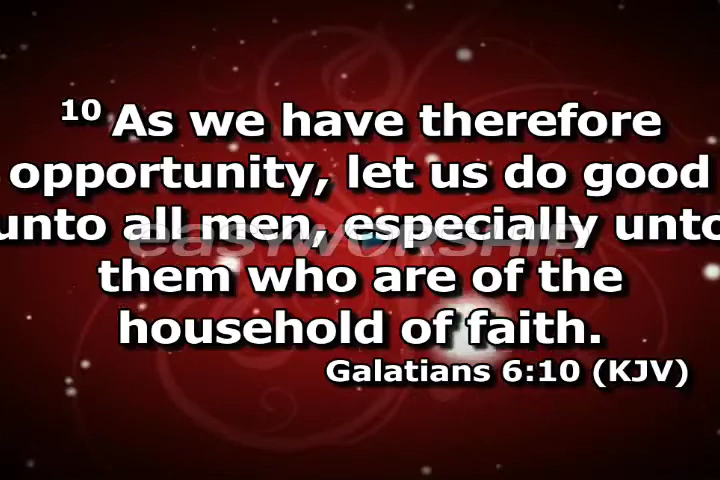 10 As we have therefore
opportunity, let us do good
unto all men, especially unto
them who are of the
household of faith.
Galatians 6:10 (KJV)
easyworship